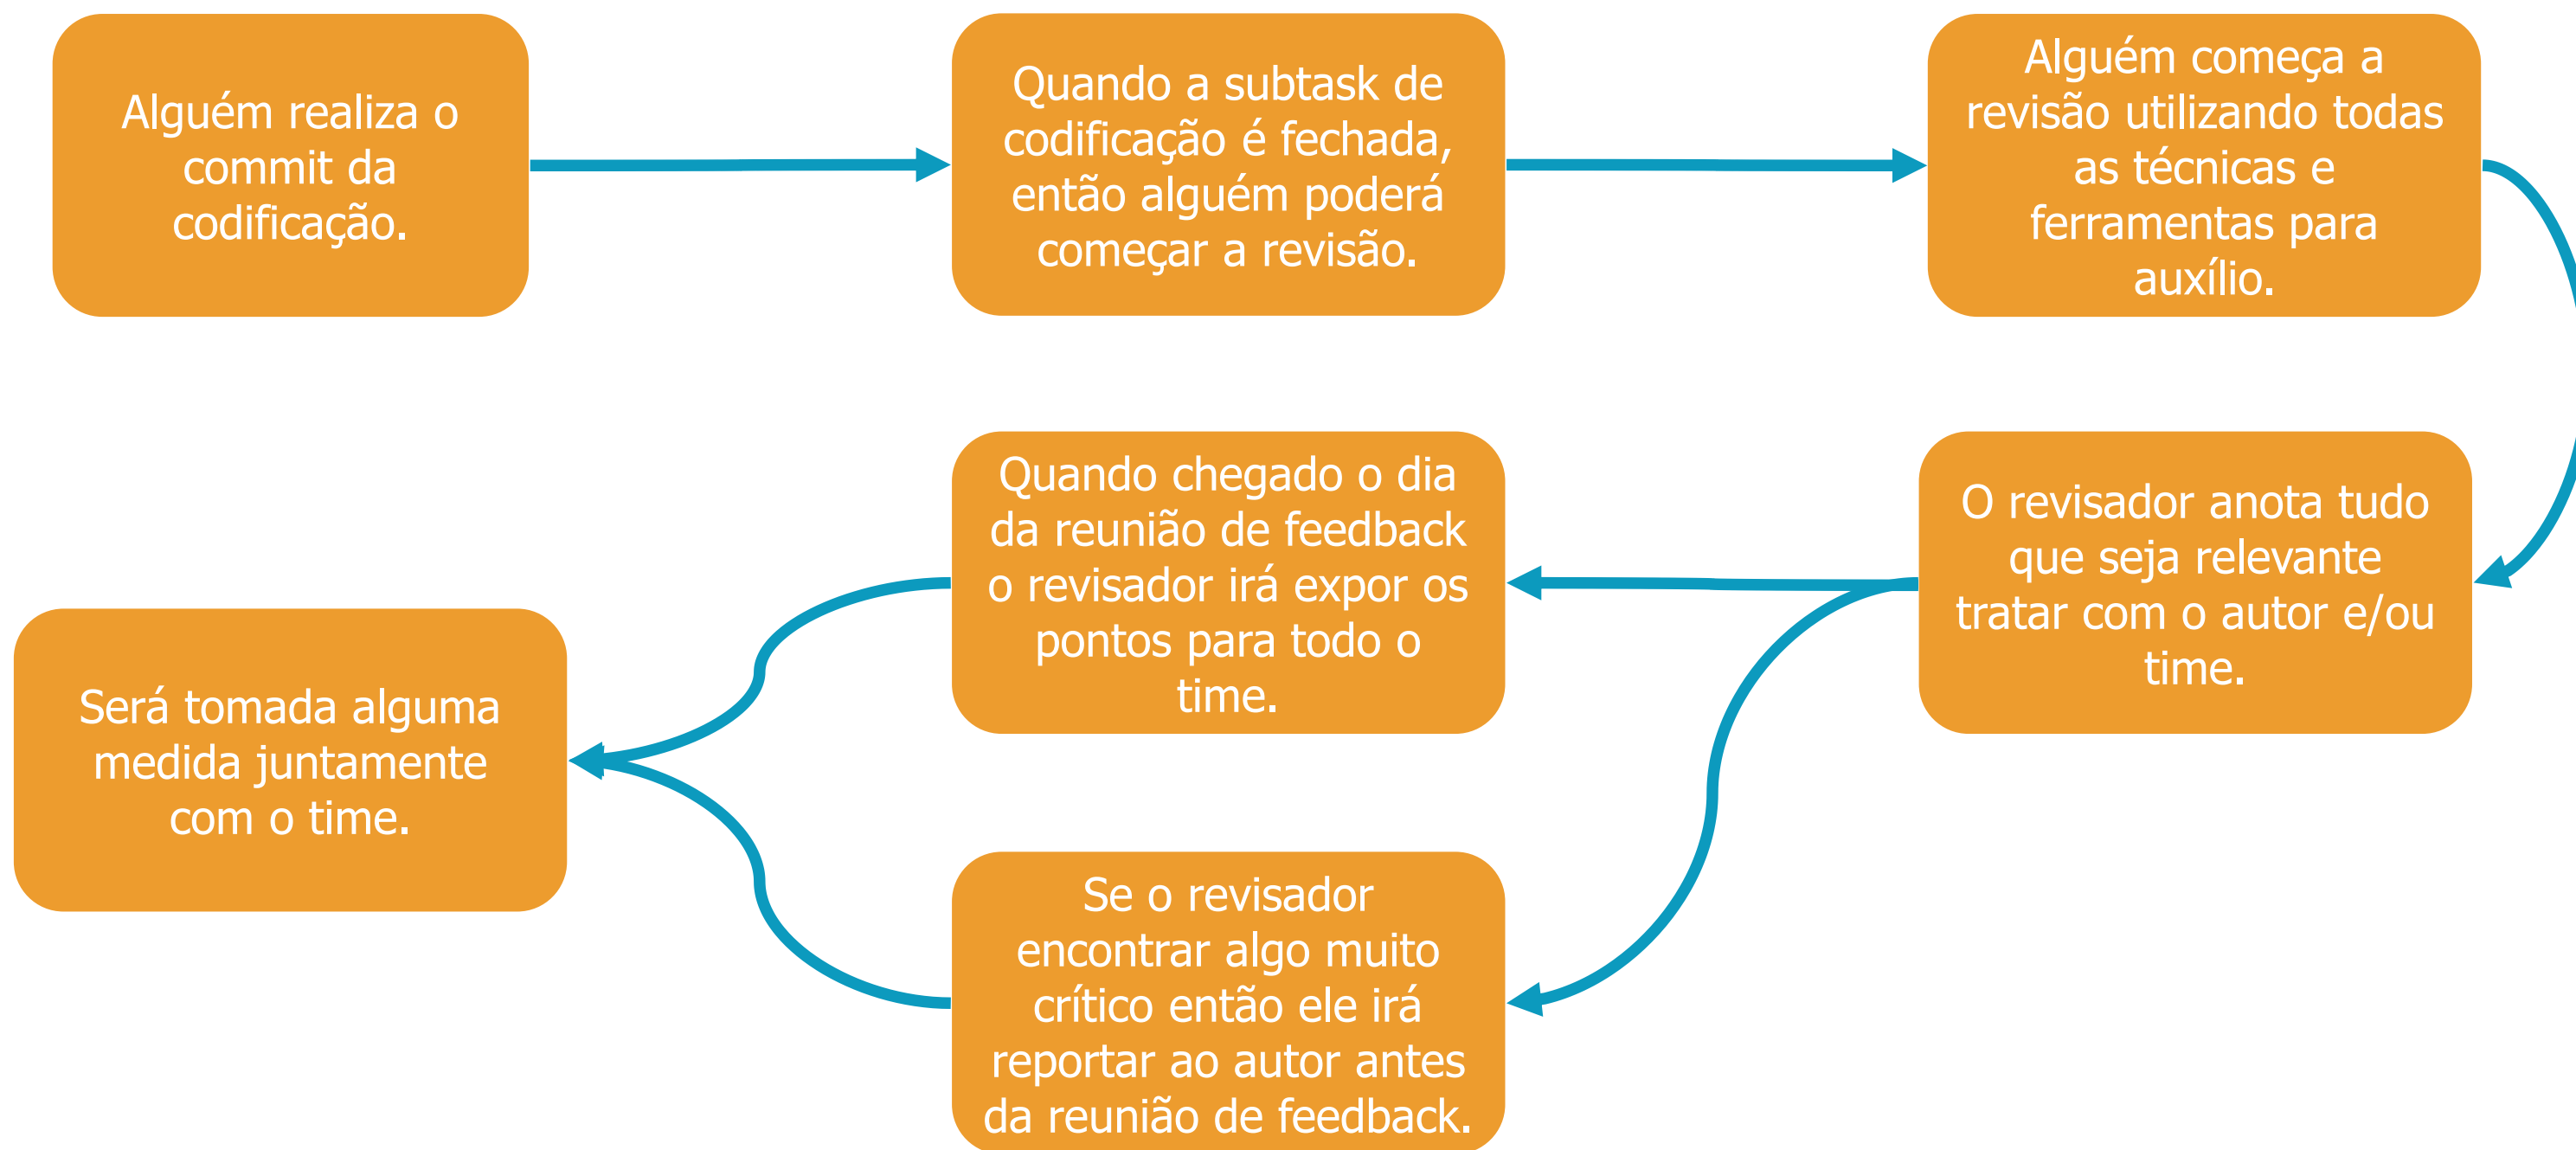 Alguém realiza o
commit da
codificação.
Quando a subtask de
codificação é fechada,
então alguém poderá
começar a revisão.
Alguém começa a
revisão utilizando todas
as técnicas e
ferramentas para
auxílio.
O revisador anota tudo
que seja relevante
tratar com o autor e/ou
time.
Quando chegado o dia
da reunião de feedback
o revisador irá expor os
pontos para todo o
time.
Se o revisador
encontrar algo muito
crítico então ele irá
reportar ao autor antes
da reunião de feedback.
Será tomada alguma
medida juntamente
com o time.